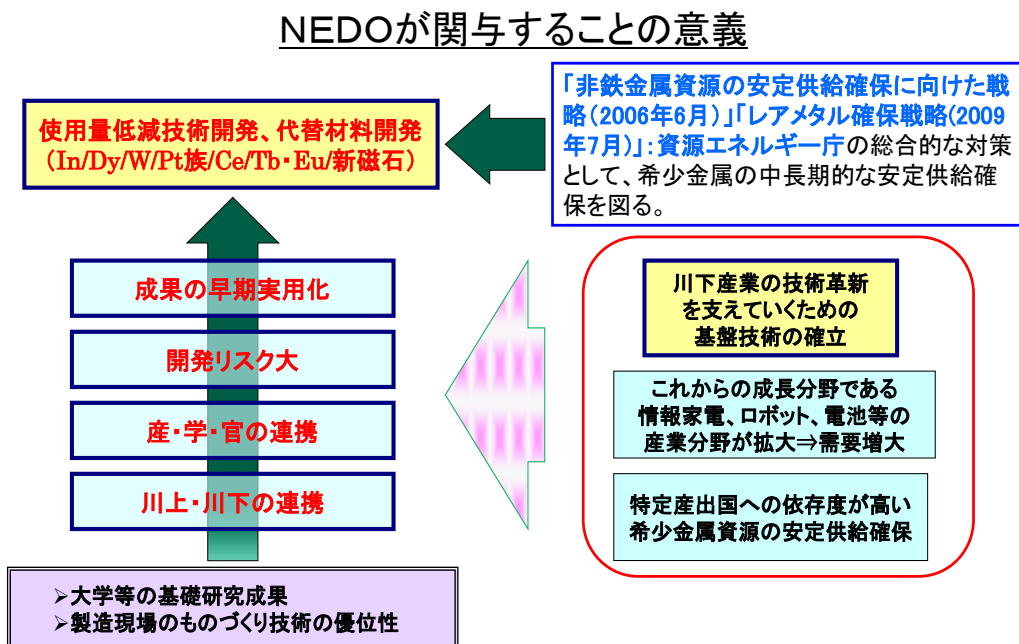 NEDOが関与することの意義
使用量低減技術開発、代替材料開発
(In/Dy/W/Pt族/Ce/Tb・Eu/新磁石)
「非鉄金属資源の安定供給確保に向けた戦
略(2006年6月)」「レアメタル確保戦略(2009
年7月)」:資源エネルギー庁の総合的な対策
として、希少金属の中長期的な安定供給確
保を図る。
成果の早期実用化
開発リスク大
産・学・官の連携
川上・川下の連携
川下産業の技術革新
を支えていくための
基盤技術の確立
これからの成長分野である
情報家電、ロボット、電池等の
産業分野が拡大⇒需要増大
特定産出国への依存度が高い
希少金属資源の安定供給確保
➢大学等の基礎研究成果
➢製造現場のものづくり技術の優位性